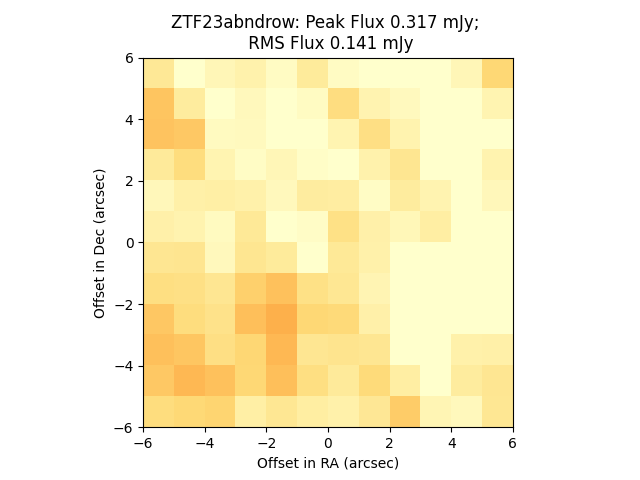 ZTF23abndrow: Peak Flux 0.317 mJy;
RMS Flux 0.141 mJy
6
4
2
0
−2
−4
−6
Offset in Dec (arcsec)
−6 −4 −2 0 2 4 6
Offset in RA (arcsec)